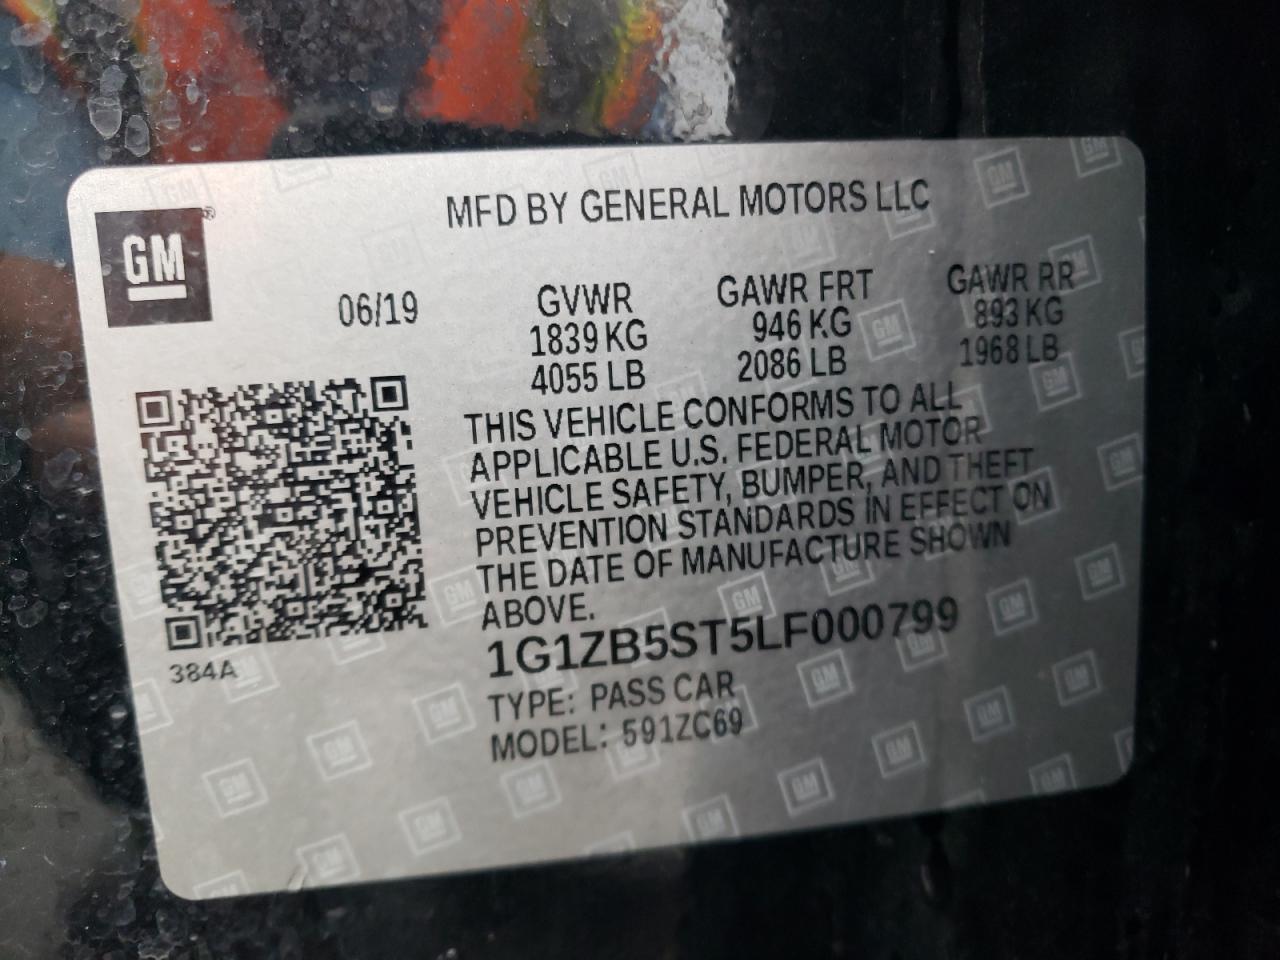 GM®
MFD BY GENERAL MOTORS LLC
06/19
GVWR
1839 KG
4055 LB
GAWR FRT
946 KG
2086 LB
GAWR RR
893 KG
1968 LB
THIS VEHICLE CONFORMS TO ALL
APPLICABLE U.S. FEDERAL MOTOR
VEHICLE SAFETY, BUMPER, AND THEFT
PREVENTION STANDARDS IN EFFECT ON
THE DATE OF MANUFACTURE SHOWN
ABOVE.
384A
1G1ZB5ST5LF000799
TYPE: PASS CAR
MODEL: 591ZC69